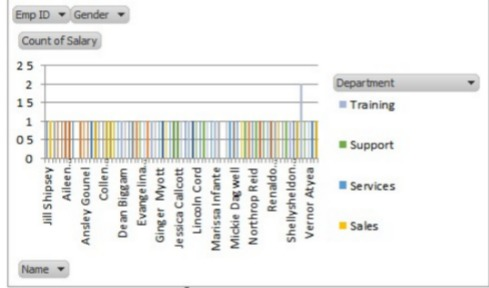 Emp ID Gender
Count of Salary
2 5
2
1 5
1
0 5
0
Jill Shipsey
Aileen...
Ansley Gounel
Collen...
Dean Biggam
Evangelina...
Ginger Myott
Jessica Callcott
Lincoln Cord
Marissa Infante
Mickie Dagwell
Northrop Reid
Renaldo...
Shellysheldon...
Vernor Atyea
Department
Training
Support
Services
Sales
Name